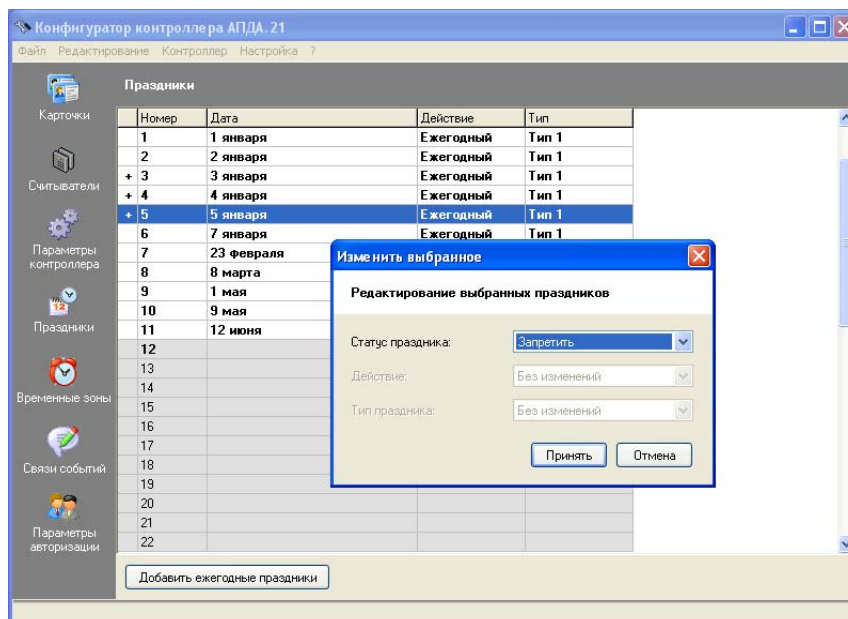 Конфигуратор контроллера АПДА.21
Файл Редактирование Контроллер Настройка ?
Карточки
Считыватели
Параметры
контроллера
Праздники
Временные зоны
Связи событий
Параметры
авторизации
Праздники
Номер Дата Действие Тип
1 1 января Ежегодный Тип 1
2 2 января Ежегодный Тип 1
+ 3 3 января Ежегодный Тип 1
+ 4 4 января Ежегодный Тип 1
+ 5 5 января Ежегодный Тип 1
6 7 января Ежегодный Тип 1
7 23 февраля
8 8 марта
9 1 мая
10 9 мая
11 12 июня
12
13
14
15
16
17
18
19
20
21
22
Изменить выбранное
Редактирование выбранных праздников
Статус праздника: Запретить
Действие: Без изменений
Тип праздника: Без изменений
Принять Отмена
Добавить ежегодные праздники